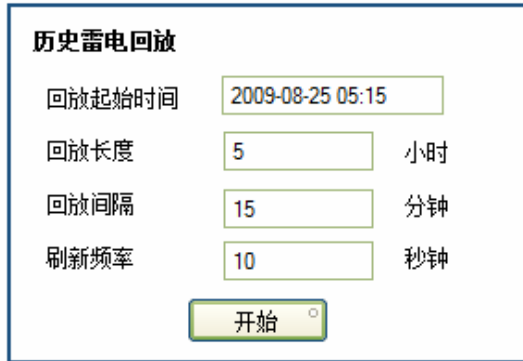 历史雷电回放
回放起始时间 2009-08-25 05:15
回放长度 5 小时
回放间隔 15 分钟
刷新频率 10 秒钟
开始